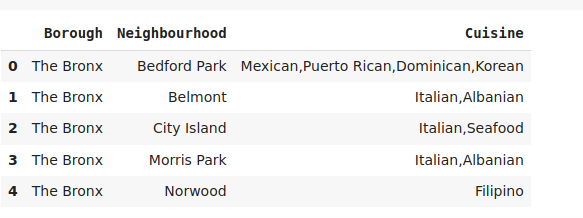 Borough Neighbourhood Cuisine
0 The Bronx Bedford Park Mexican,Puerto Rican,Dominican,Korean
1 The Bronx Belmont Italian,Albanian
2 The Bronx City Island Italian,Seafood
3 The Bronx Morris Park Italian,Albanian
4 The Bronx Norwood Filipino